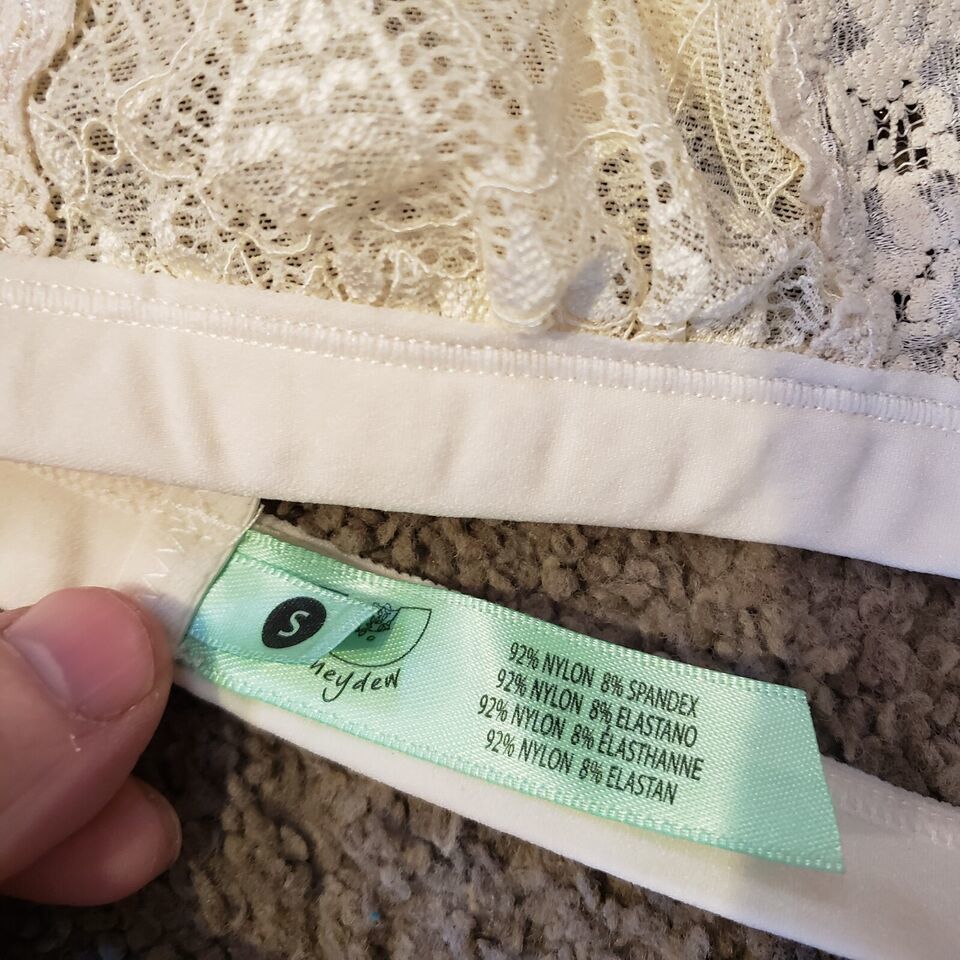 S
neydew
92% NYLON 8% SPANDEX
92% NYLON 8% ELASTANO
92% NYLON 8% ÉLASTHANNE
92% NYLON 8% ELASTAN